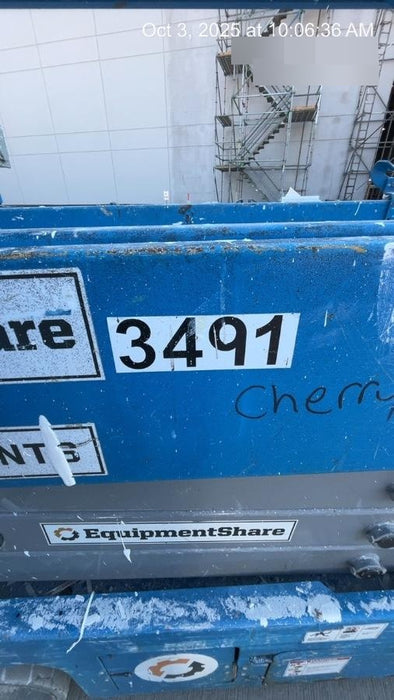 Oct 3, 2025 at 10:06:36 AM
are
3491
Cherry
NTS
EquipmentShare